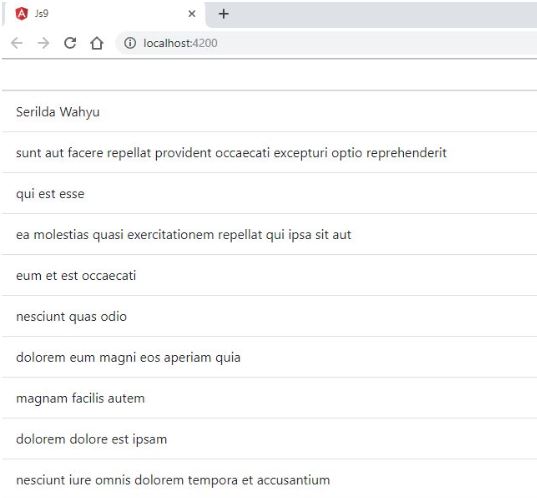 Js9
localhost:4200
Serilda Wahyu
sunt aut facere repellat provident occaecati excepturi optio reprehenderit
qui est esse
ea molestias quasi exercitationem repellat qui ipsa sit aut
eum et est occaecati
nesciunt quas odio
dolorem eum magni eos aperiam quia
magnam facilis autem
dolorem dolore est ipsam
nesciunt iure omnis dolorem tempora et accusantium